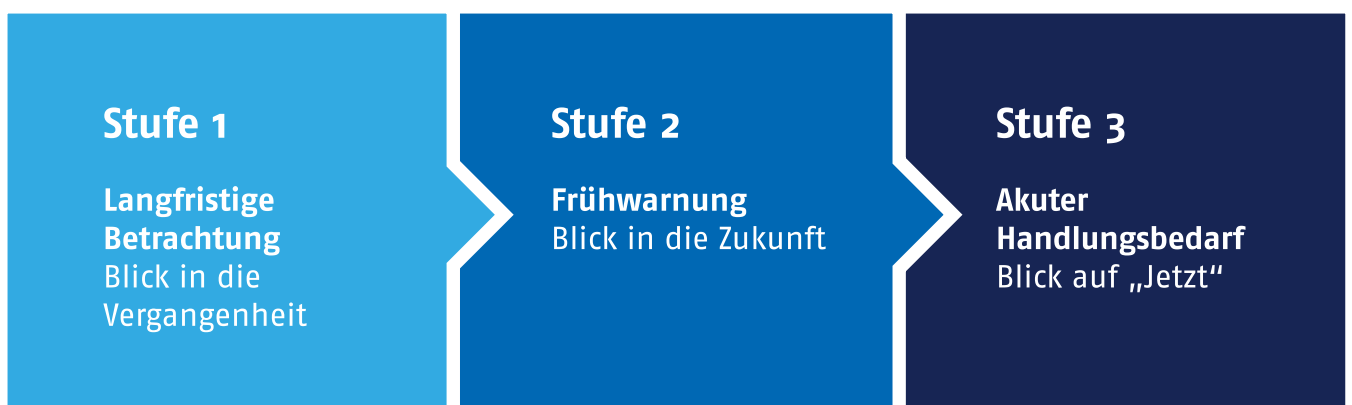 Stufe 1
Langfristige
Betrachtung
Blick in die
Vergangenheit
Stufe 2
Frühwarnung
Blick in die Zukunft
Stufe 3
Akuter
Handlungsbedarf
Blick auf „Jetzt“